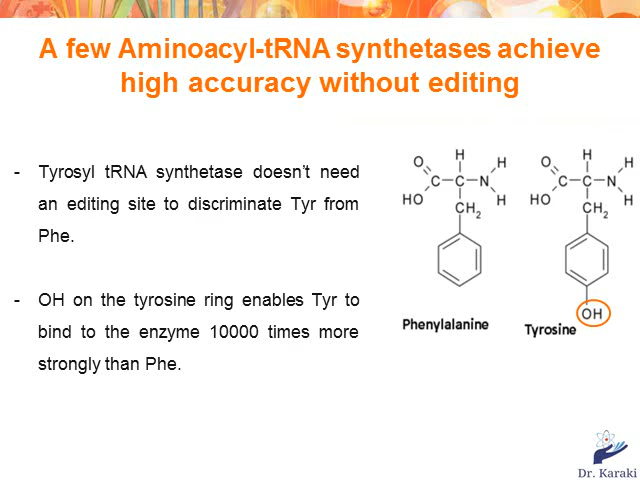 A few Aminoacyl-tRNA synthetases achieve
high accuracy without editing
- Tyrosyl tRNA synthetase doesn't need
an editing site to discriminate Tyr from
Phe.
- OH on the tyrosine ring enables Tyr to
bind to the enzyme 10000 times more
strongly than Phe.
O H H
C–C–N
HO H
CH2
Phenylalanine
O H H
C–C–N
HO H
CH2
OH
Tyrosine
Dr. Karaki